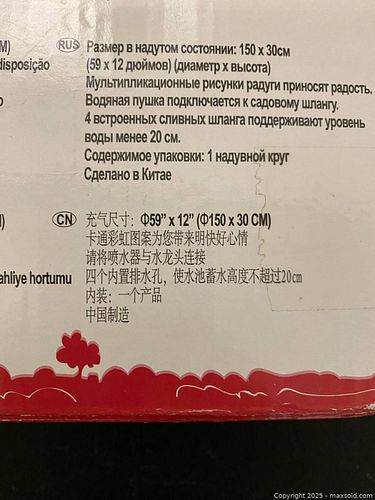 M)
disposição
o
RUS Размер в надутом состоянии: 150 х 30см
(59 х 12 дюймов) (диаметр х высота)
Мультипликационные рисунки радуги приносят радость.
Водяная пушка подключается к садовому шлангу.
4 встроенных сливных шланга поддерживают уровень
воды менее 20 см.
Содержимое упаковки: 1 надувной круг
Сделано в Китае
)
ahliye hortumu
CN 充气尺寸: Φ59" x 12" (Φ150 x 30 CM)
卡通彩虹图案为您带来明快好心情
请将喷水器与水龙头连接
四个内置排水孔，使水池蓄水高度不超过20cm
内装：一个产品
中国制造
Copyright 2025 - maxsold.com